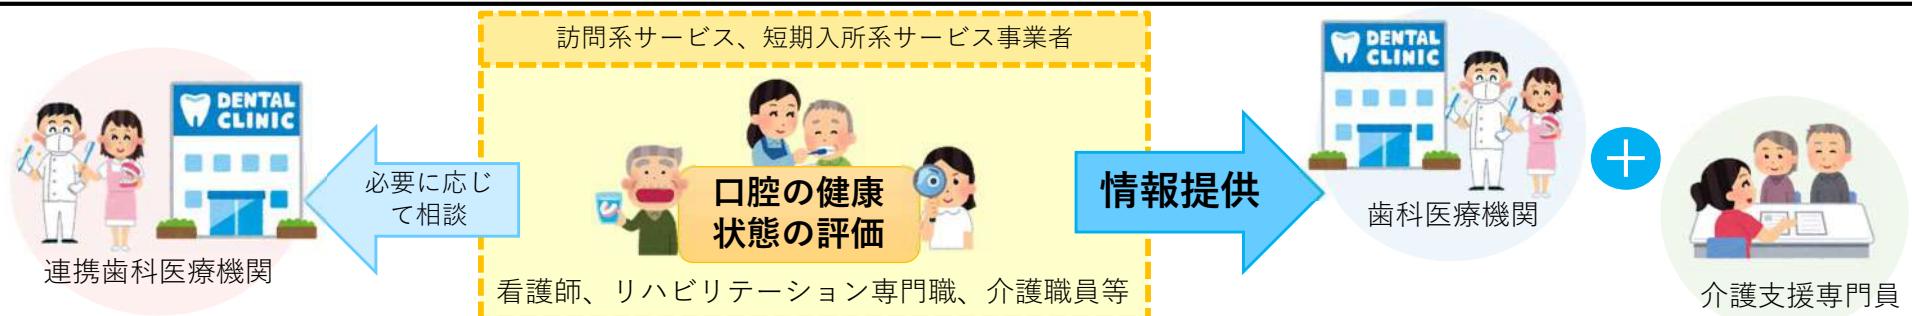 訪問系サービス、短期入所系サービス事業者
DENTAL
CLINIC
必要に応じ
て相談
連携歯科医療機関
口腔の健康
状態の評価
看護師、リハビリテーション専門職、介護職員等
情報提供
DENTAL
CLINIC
歯科医療機関
+
介護支援専門員